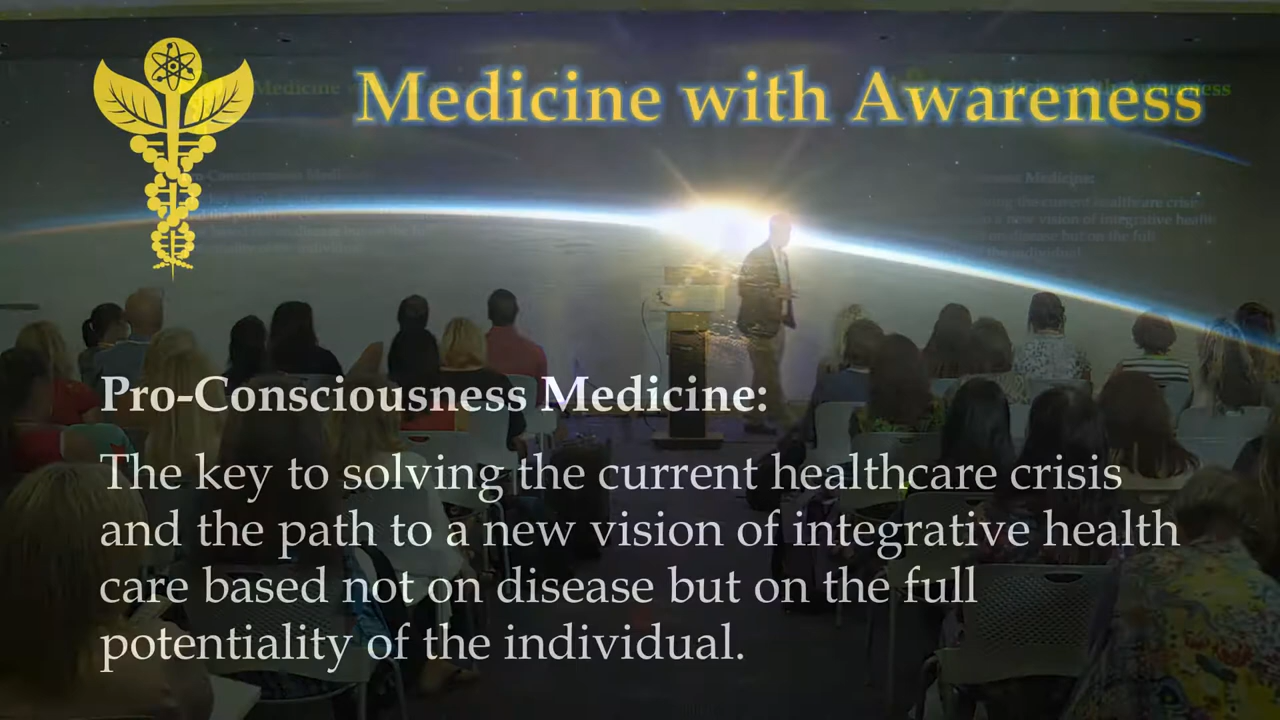 Medicine with Awareness
Pro-Consciousness Medicine:
The key to solving the current healthcare crisis
and the path to a new vision of integrative health
care based not on disease but on the full
potentiality of the individual.